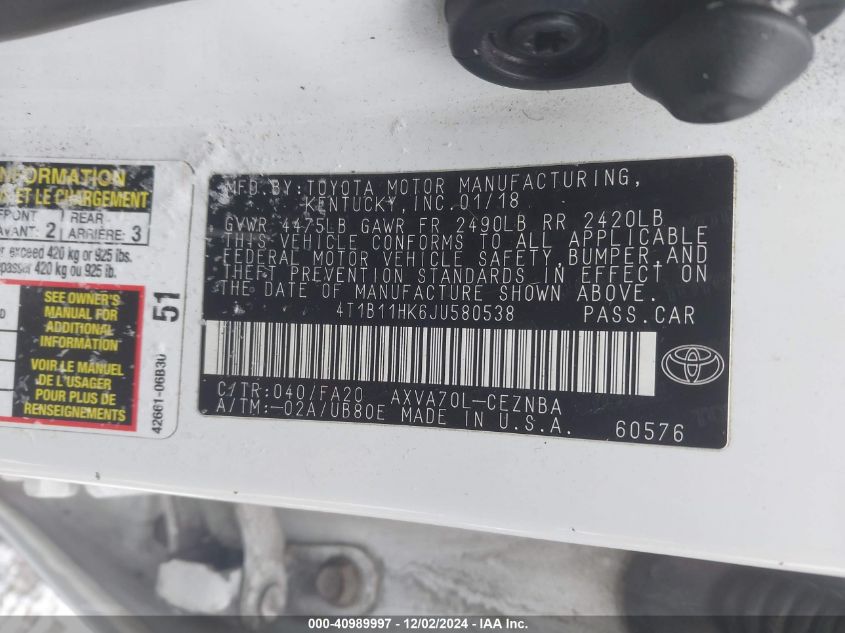 INFORMATION
ET LE CHARGEMENT
FRONT
AVANT: 2
REAR
ARRIÈRE: 3
exceed 420 kg or 925 lbs.
passer 420 kg ou 925 lb.
SEE OWNER'S
MANUAL FOR
ADDITIONAL
INFORMATION
VOIR LE MANUEL
DE L'USAGER
POUR PLUS DE
RENSEIGNEMENTS
51
42661-06B30
MFD. BY: TOYOTA MOTOR MANUFACTURING,
KENTUCKY, INC. 01/18
GVWR 4475LB GAWR FR 2490LB RR 2420LB
THIS VEHICLE CONFORMS TO ALL APPLICABLE
FEDERAL MOTOR VEHICLE SAFETY, BUMPER, AND
THEFT PREVENTION STANDARDS IN EFFECT ON
THE DATE OF MANUFACTURE SHOWN ABOVE.
4T1B11HK6JU580538 PASS.CAR
C/TR:040/FA20 AXVA70L-CEZNBA
A/TM:-02A/UB80E MADE IN U.S.A.
60576
000-40989997 - 12/02/2024 - IAAI.com